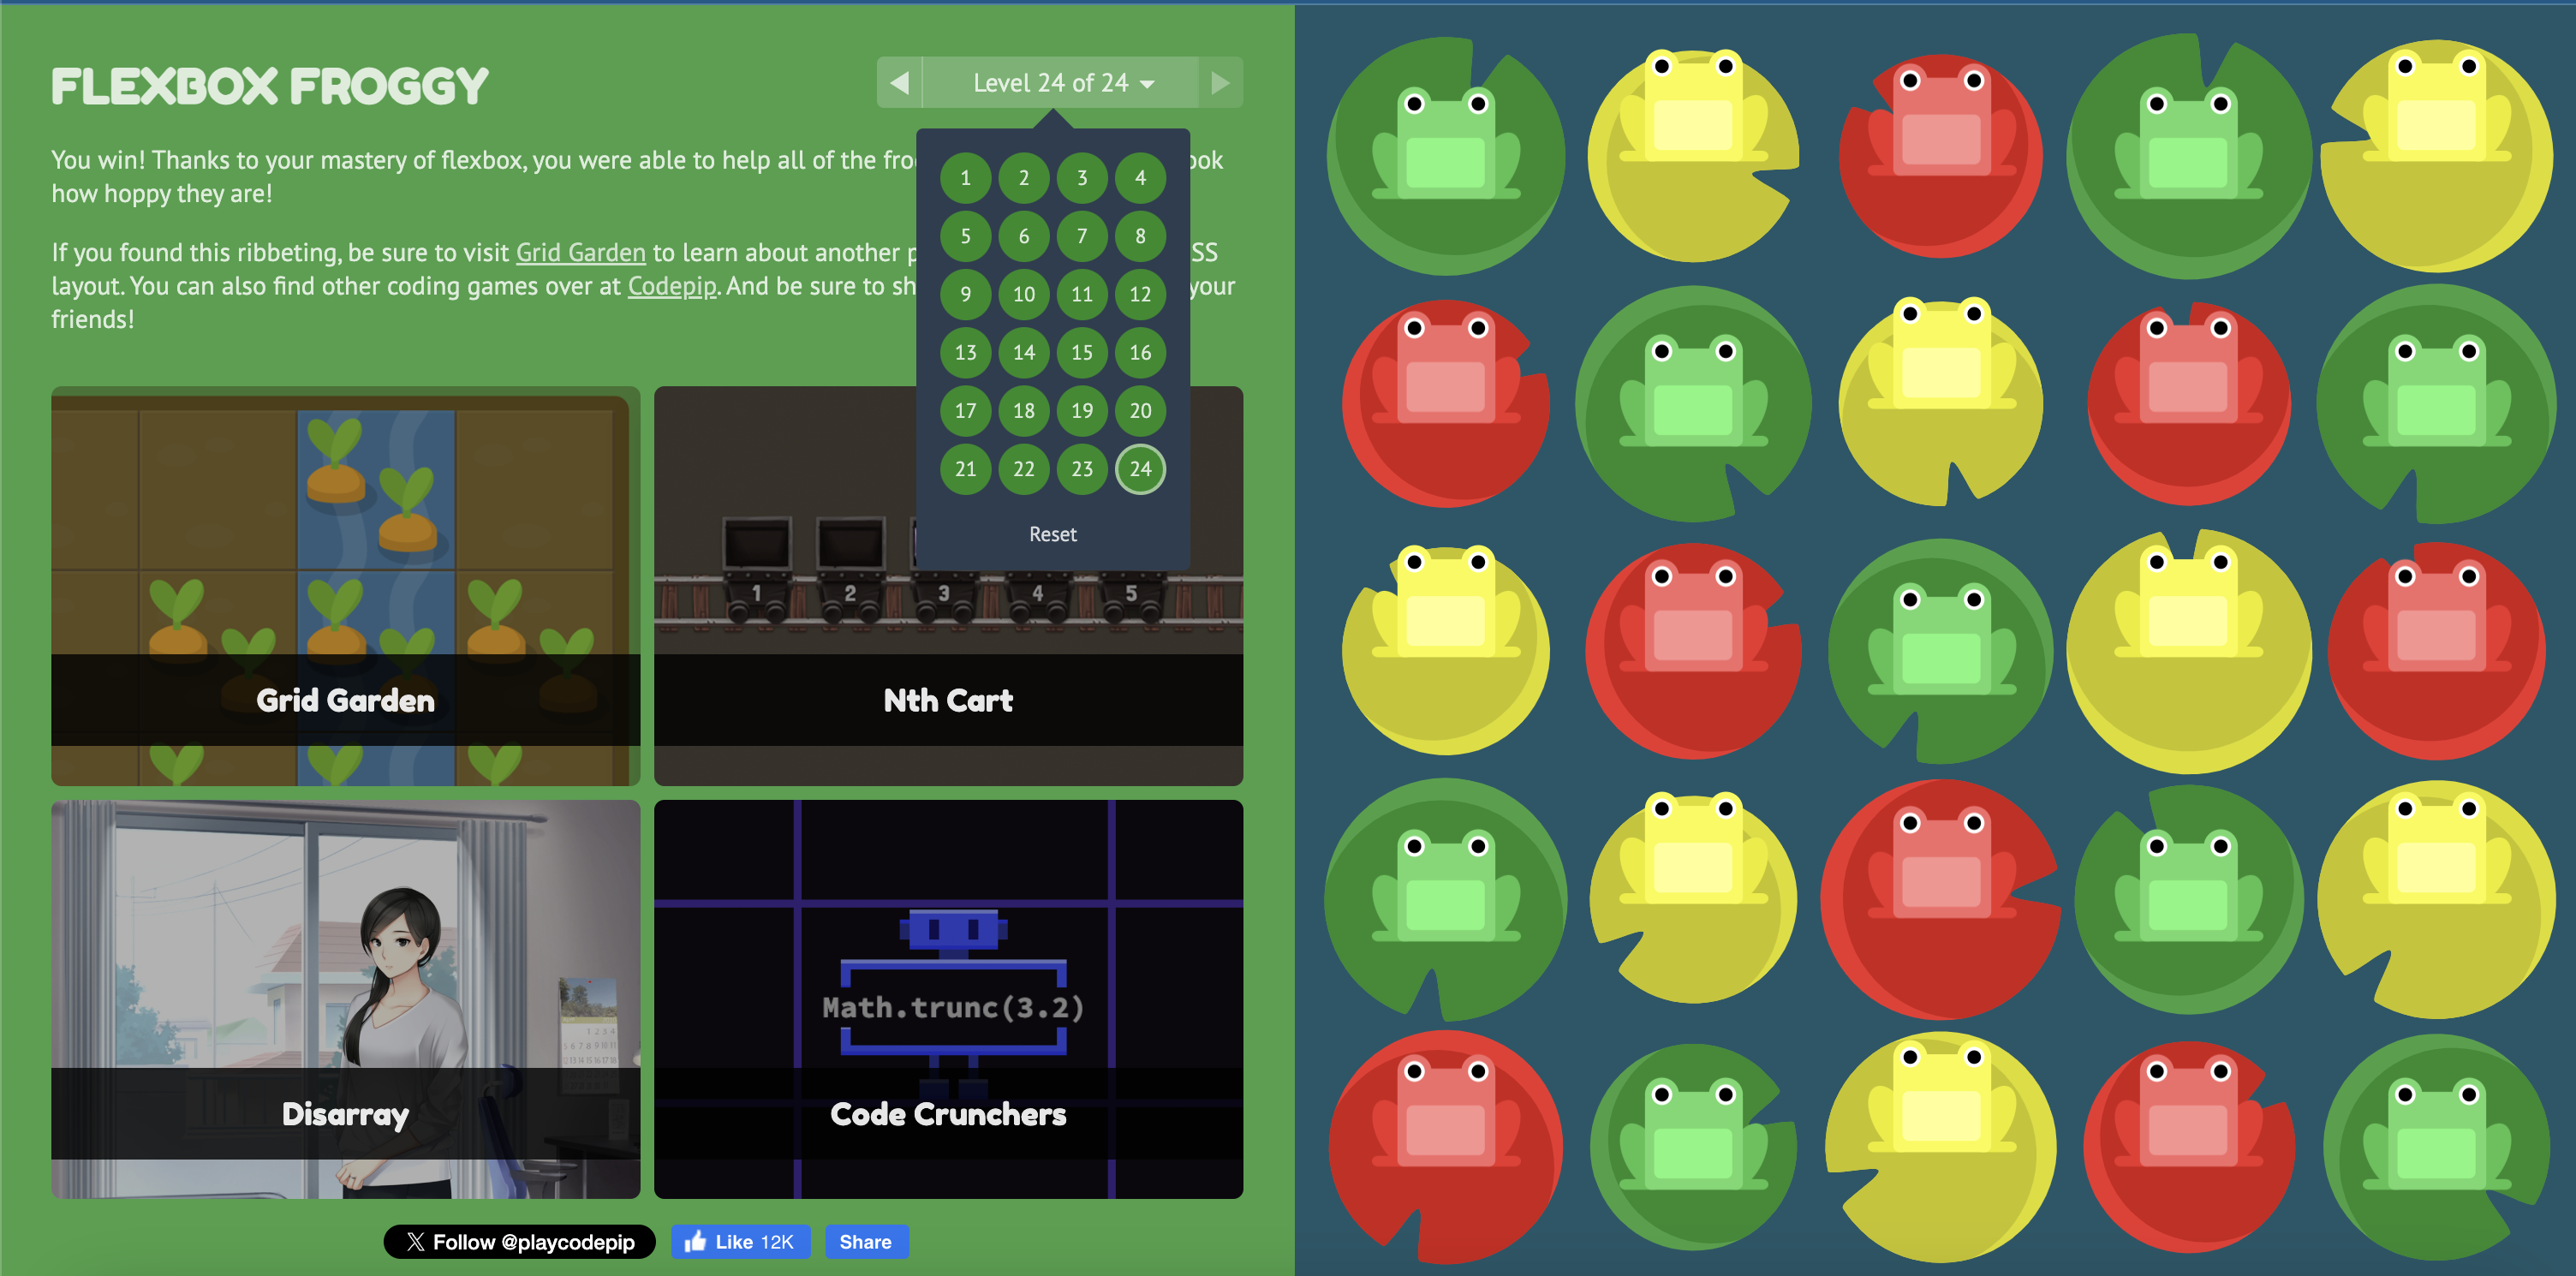 FLEXBOX FROGGY
Level 24 of 24
You win! Thanks to your mastery of flexbox, you were able to help all of the ook
how hoppy they are!
If you found this ribbeting, be sure to visit Grid Garden to learn about another SS
layout. You can also find other coding games over at Codepip. And be sure to your
friends!
1 2 3 4
5 6 7 8
9 10 11 12
13 14 15 16
17 18 19 20
21 22 23 24
Reset
1 2 3 4 5
Grid Garden
Nth Cart
Math.trunc(3.2)
Disarray
Code Crunchers
X Follow @playcodepip
Like 12K
Share